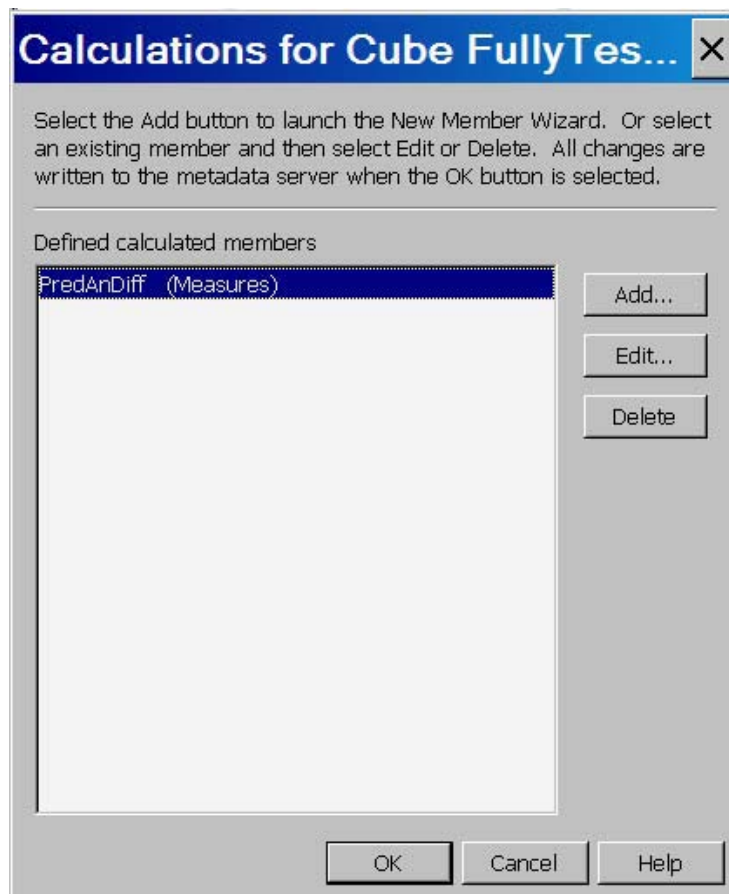 Calculations for Cube FullyTes...
Select the Add button to launch the New Member Wizard. Or select
an existing member and then select Edit or Delete. All changes are
written to the metadata server when the OK button is selected.
Defined calculated members
PredAnDiff (Measures)
Add...
Edit...
Delete
OK
Cancel
Help